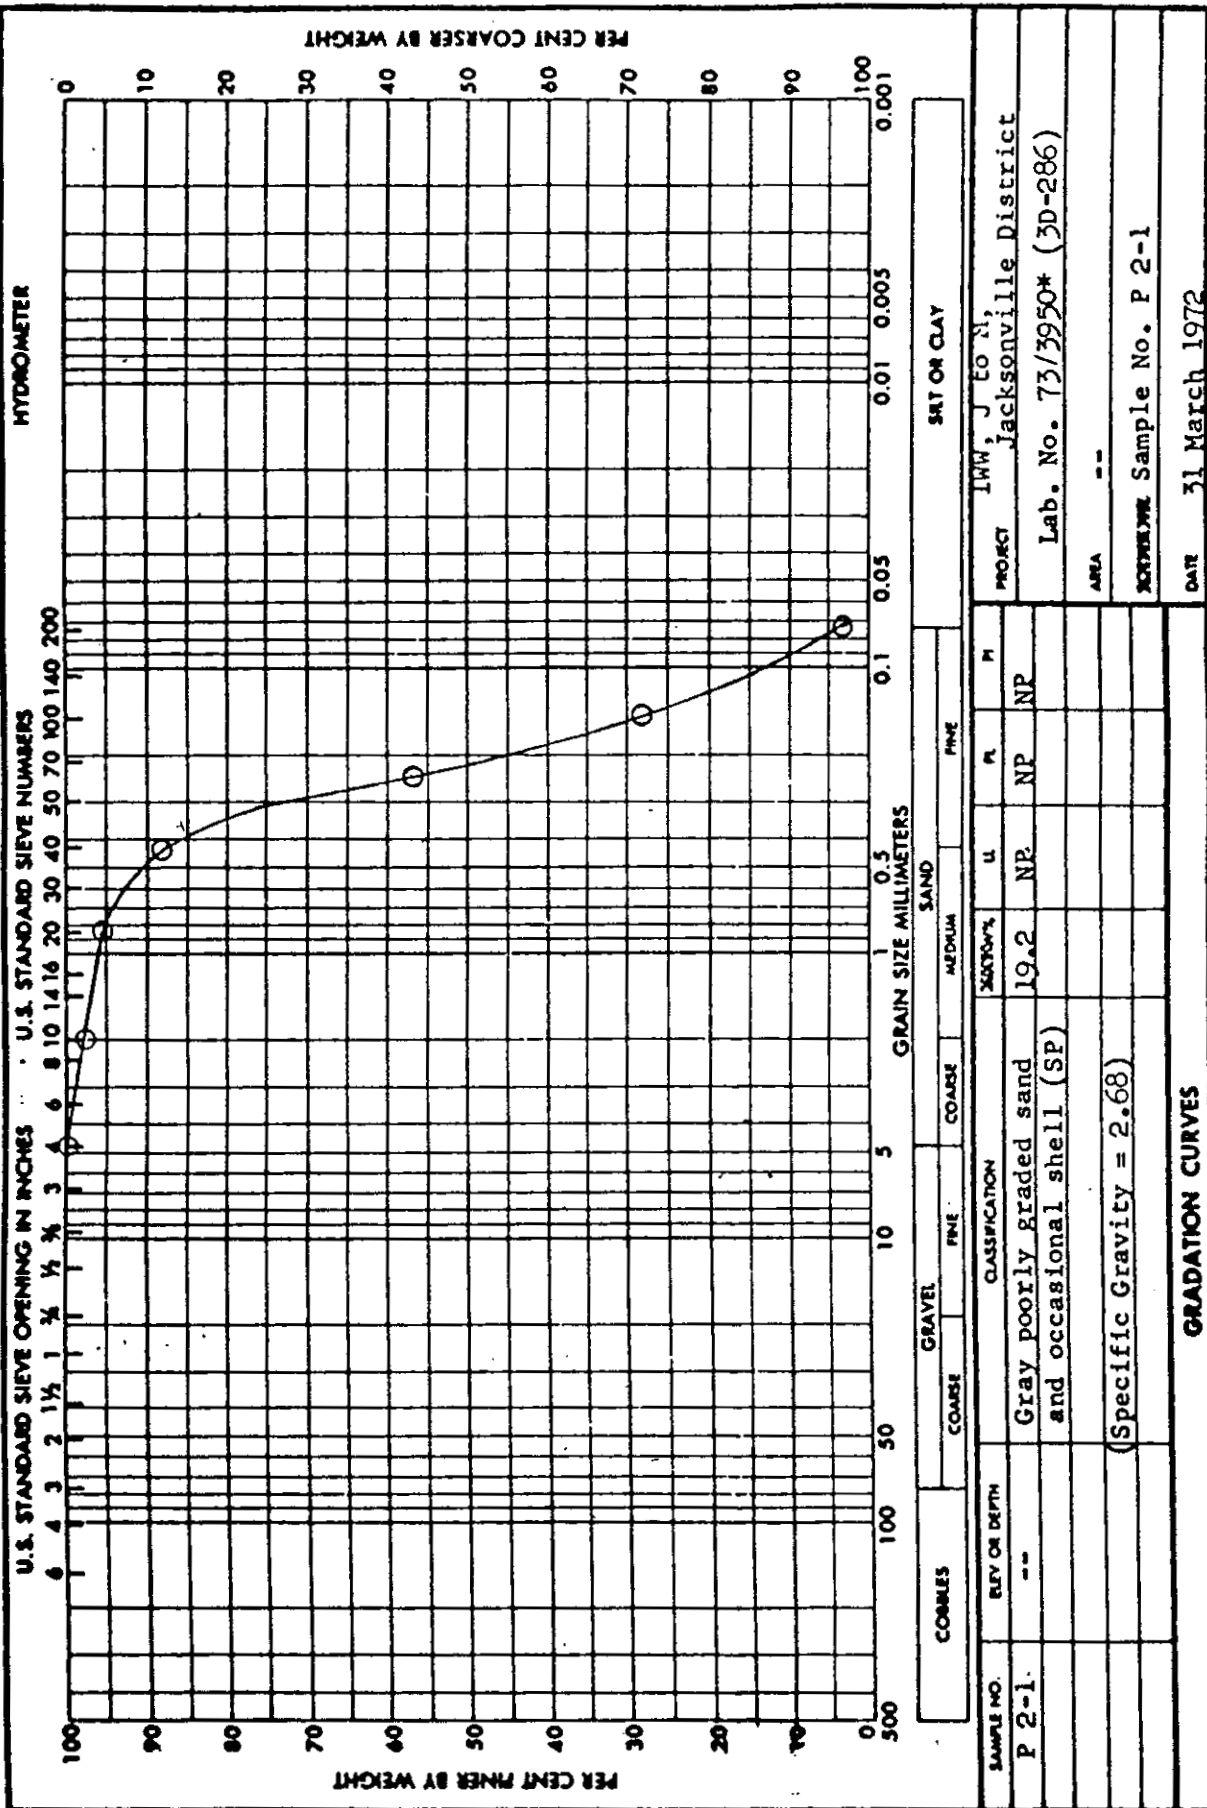 U.S. STANDARD SIEVE OPENING IN INCHES
U.S. STANDARD SIEVE NUMBERS
HYDROMETER
6 4 3 2 1½ 1 ¾ ½ ⅜ 3 4 6 8 10 14 16 20 30 40 50 70 100 140 200
PER CENT FINER BY WEIGHT
100
90
80
70
60
50
40
30
20
10
0
PER CENT COARSER BY WEIGHT
0
10
20
30
40
50
60
70
80
90
100
500 100 50 10 5 1 0.5 0.1 0.05 0.01 0.005 0.001
GRAIN SIZE MILLIMETERS
COBBLES GRAVEL SAND SILT OR CLAY
COARSE FINE COARSE MEDIUM FINE
SAMPLE NO. ELEV OR DEPTH CLASSIFICATION W% LL PL PI
P 2-1. -- Gray poorly graded sand 19.2 NP NP NP
and occasional shell (SP)
(Specific Gravity = 2.68)
PROJECT IWW, J to M,
Jacksonville District
Lab. No. 73/3950* (3D-286)
AREA --
Sample No. P 2-1
DATE 31 March 1972
GRADATION CURVES